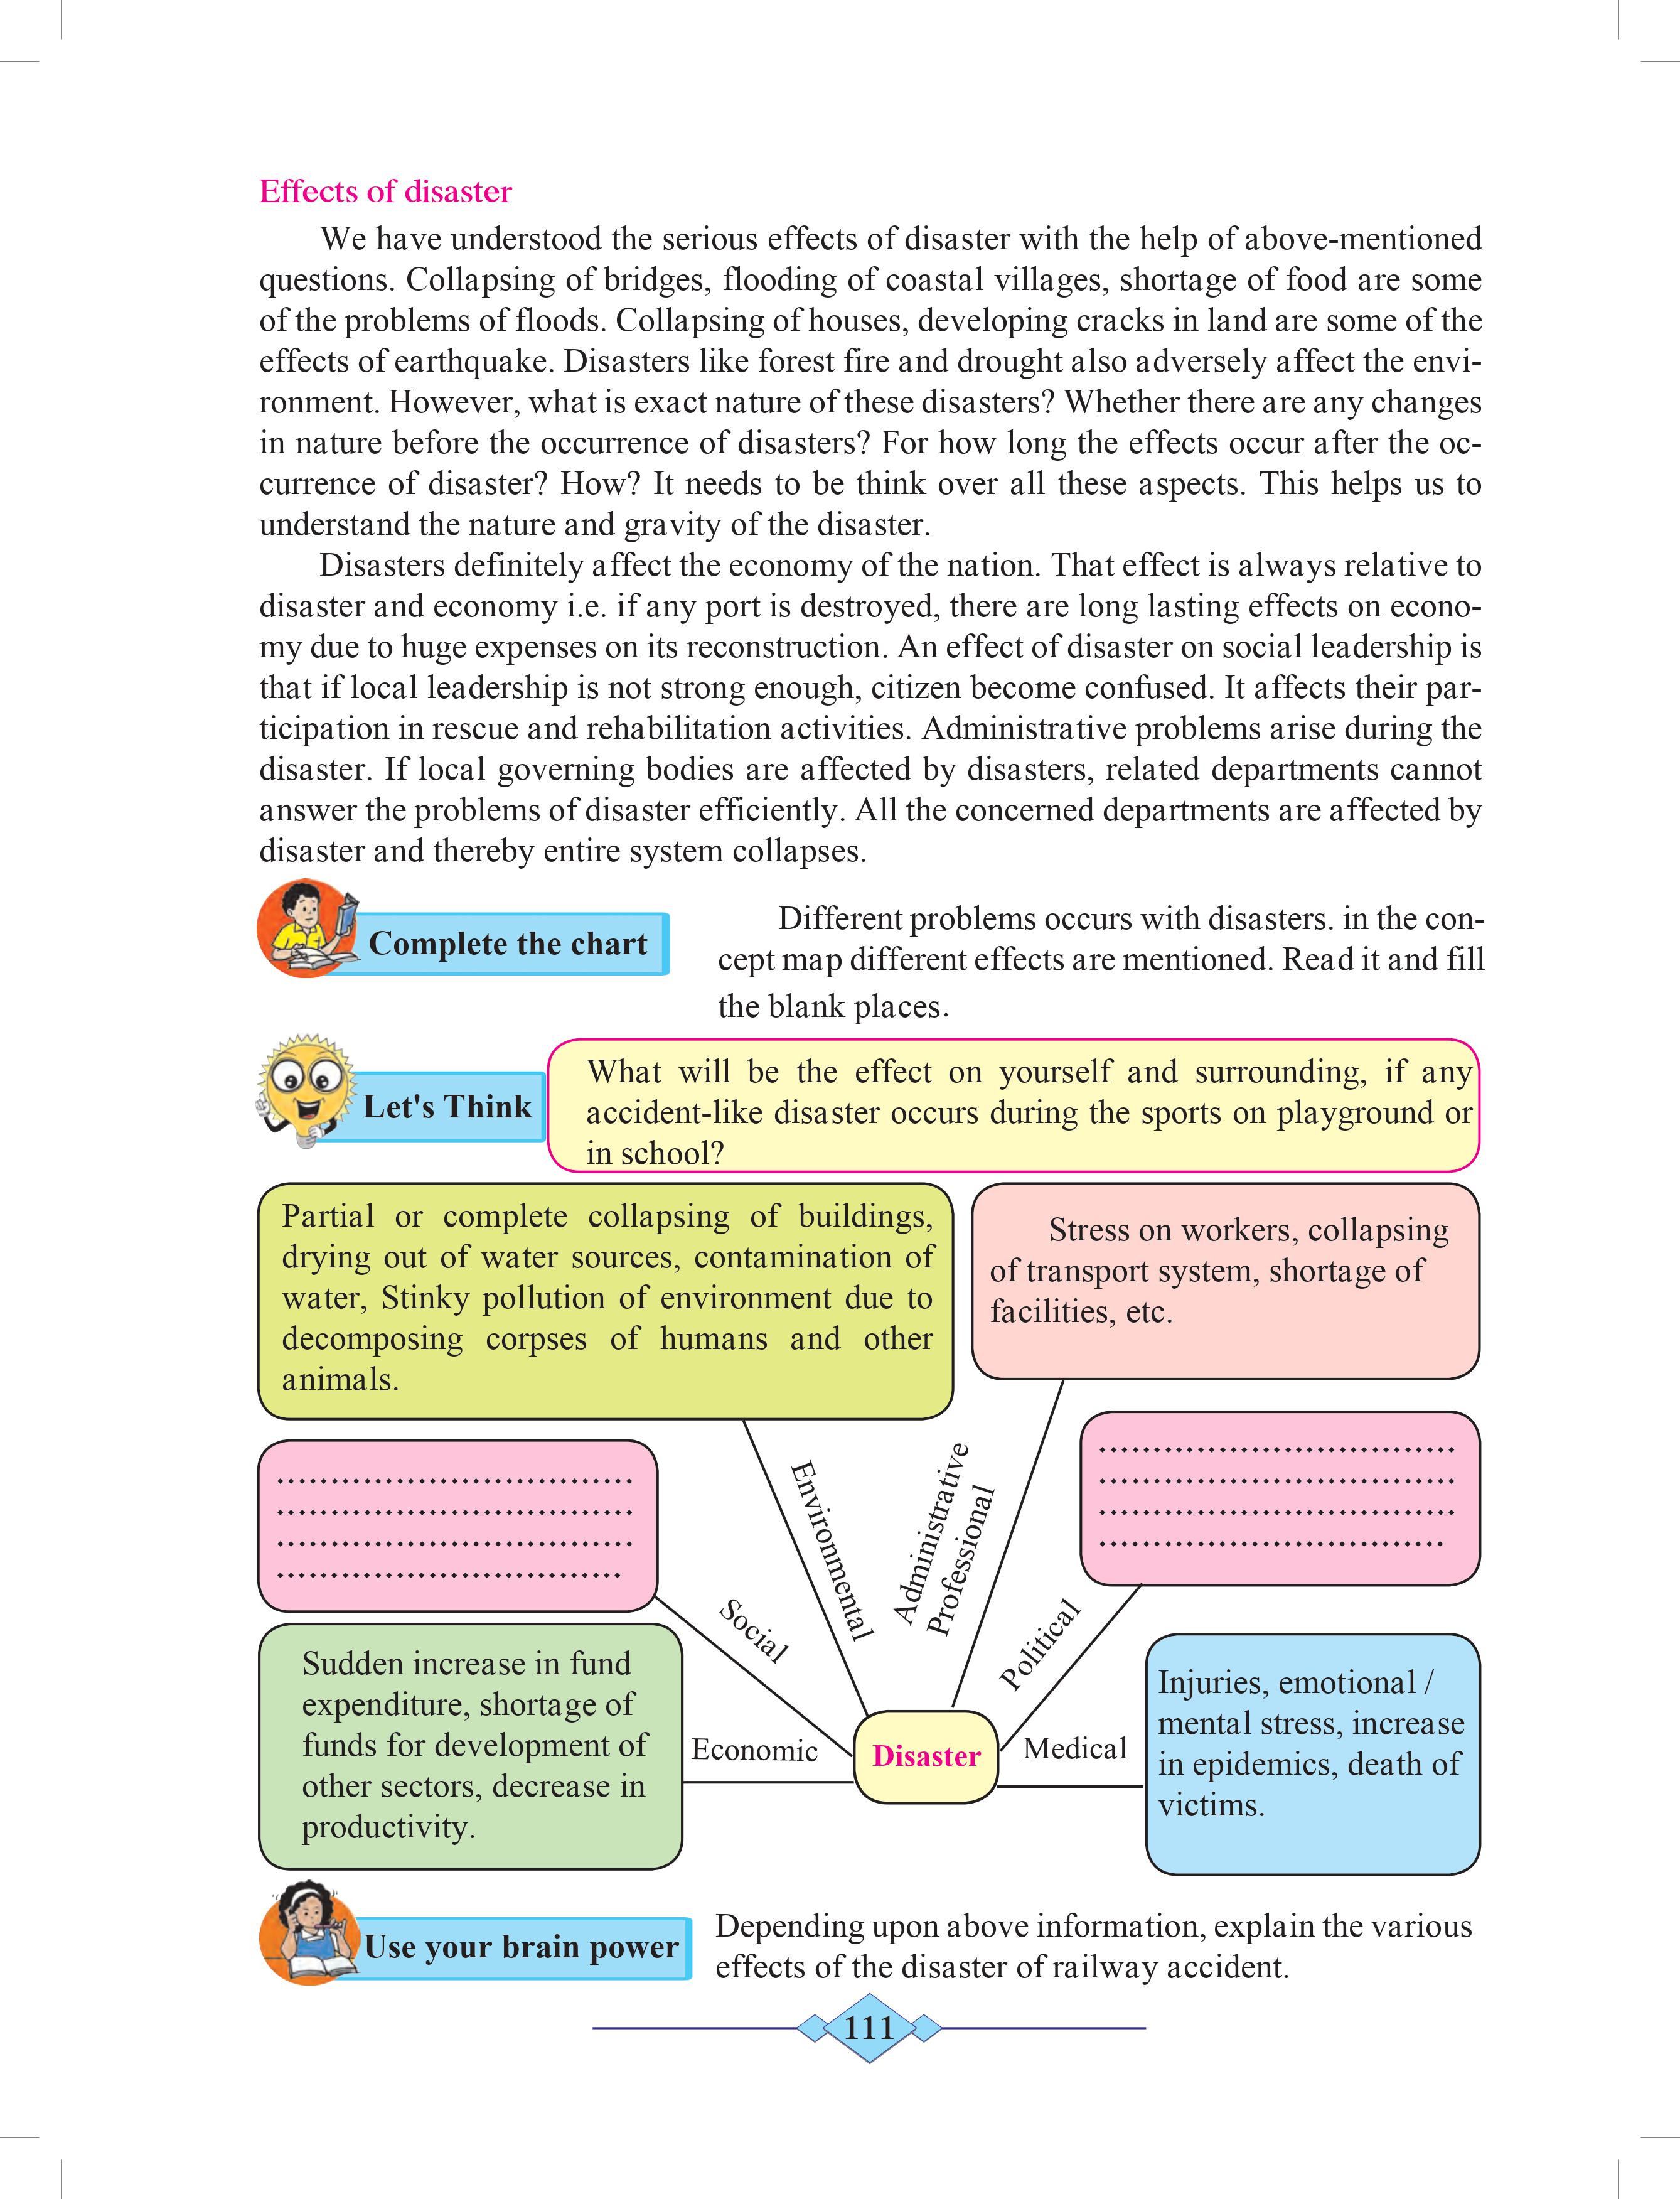 Effects of disaster
We have understood the serious effects of disaster with the help of above-mentioned
questions. Collapsing of bridges, flooding of coastal villages, shortage of food are some
of the problems of floods. Collapsing of houses, developing cracks in land are some of the
effects of earthquake. Disasters like forest fire and drought also adversely affect the envi-
ronment. However, what is exact nature of these disasters? Whether there are any changes
in nature before the occurrence of disasters? For how long the effects occur after the oc-
currence of disaster? How? It needs to be think over all these aspects. This helps us to
understand the nature and gravity of the disaster.
Disasters definitely affect the economy of the nation. That effect is always relative to
disaster and economy i.e. if any port is destroyed, there are long lasting effects on econo-
my due to huge expenses on its reconstruction. An effect of disaster on social leadership is
that if local leadership is not strong enough, citizen become confused. It affects their par-
ticipation in rescue and rehabilitation activities. Administrative problems arise during the
disaster. If local governing bodies are affected by disasters, related departments cannot
answer the problems of disaster efficiently. All the concerned departments are affected by
disaster and thereby entire system collapses.
Complete the chart
Different problems occurs with disasters. in the con-
cept map different effects are mentioned. Read it and fill
the blank places.
Let's Think
What will be the effect on yourself and surrounding, if any
accident-like disaster occurs during the sports on playground or
in school?
Partial or complete collapsing of buildings,
drying out of water sources, contamination of
water, Stinky pollution of environment due to
decomposing corpses of humans and other
animals.
Stress on workers, collapsing
of transport system, shortage of
facilities, etc.
Environmental
Administrative
Professional
Social
Political
Sudden increase in fund
expenditure, shortage of
funds for development of
other sectors, decrease in
productivity.
Economic
Disaster
Medical
Injuries, emotional /
mental stress, increase
in epidemics, death of
victims.
Use your brain power
Depending upon above information, explain the various
effects of the disaster of railway accident.
111